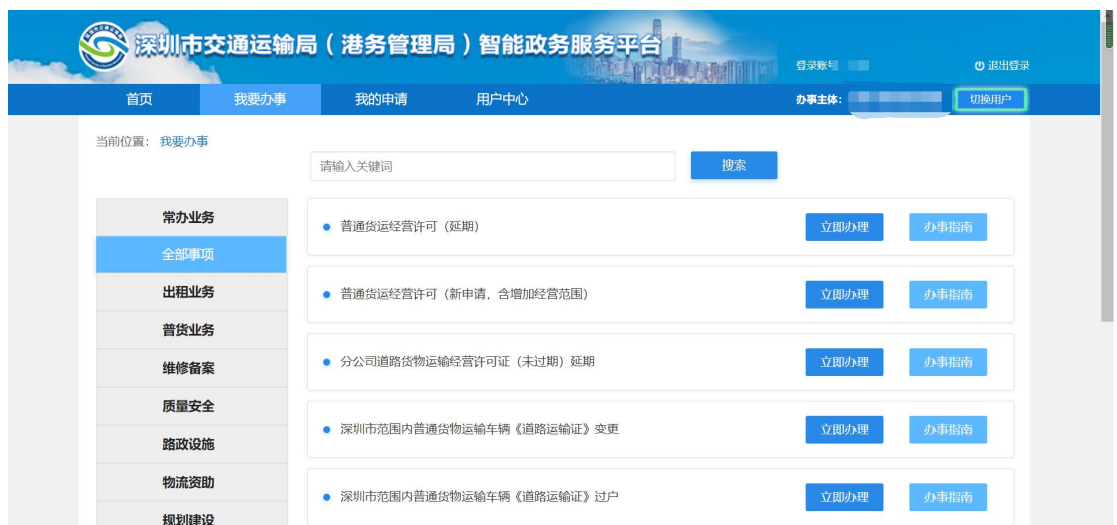 深圳市交通运输局（港务管理局）智能政务服务平台
登录账号 退出登录
首页 我要办事 我的申请 用户中心 办事主体： 切换用户
当前位置： 我要办事
请输入关键词 搜索
常办业务
全部事项
出租业务
普货业务
维修备案
质量安全
路政设施
物流资助
规划建设
普通货运经营许可（延期） 立即办理 办事指南
普通货运经营许可（新申请，含增加经营范围） 立即办理 办事指南
分公司道路货物运输经营许可证（未过期）延期 立即办理 办事指南
深圳市范围内普通货物运输车辆《道路运输证》变更 立即办理 办事指南
深圳市范围内普通货物运输车辆《道路运输证》过户 立即办理 办事指南